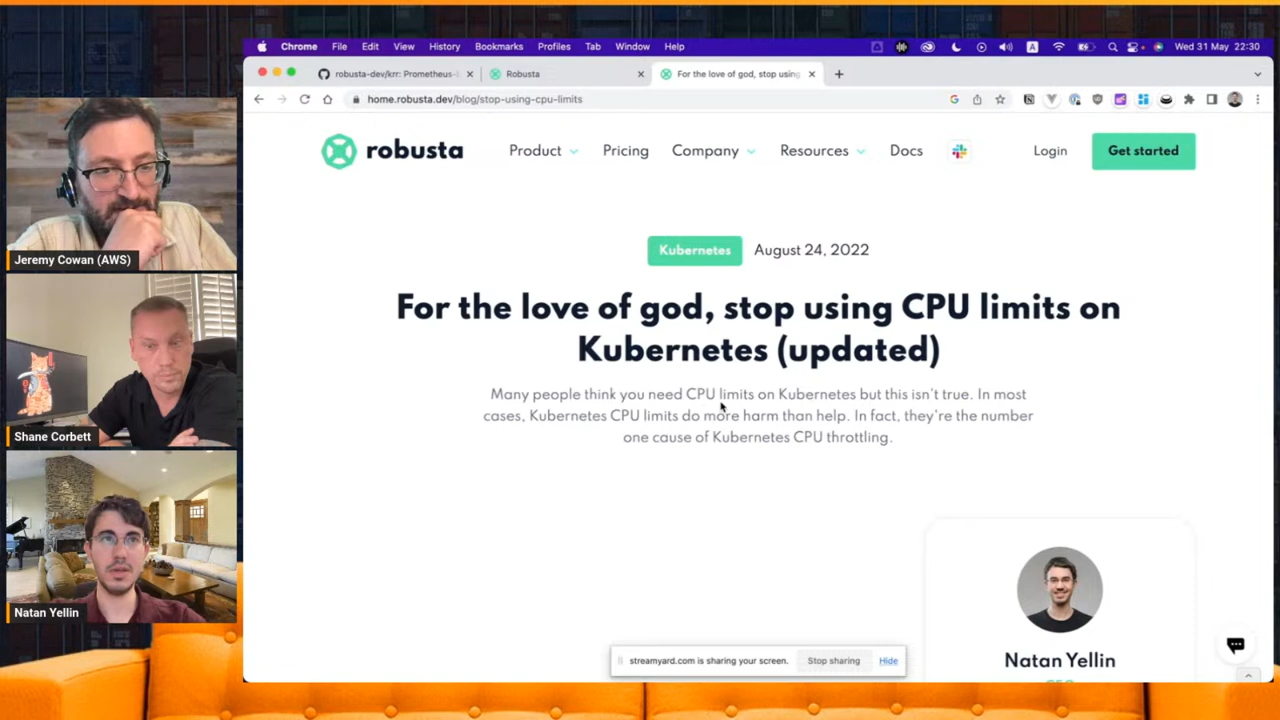 Chrome File Edit View History Bookmarks Profiles Tab Window Help
A
Wed 31 May 22:30
robusta-dev/krr: Prometheus-
Robusta
For the love of god, stop using
home.robusta.dev/blog/stop-using-cpu-limits
robusta
Product Pricing Company Resources Docs Login Get started
Kubernetes August 24, 2022
For the love of god, stop using CPU limits on
Kubernetes (updated)
Many people think you need CPU limits on Kubernetes but this isn't true. In most
cases, Kubernetes CPU limits do more harm than help. In fact, they're the number
one cause of Kubernetes CPU throttling.
Natan Yellin
streamyard.com is sharing your screen. Stop sharing Hide
Jeremy Cowan (AWS)
Shane Corbett
Natan Yellin